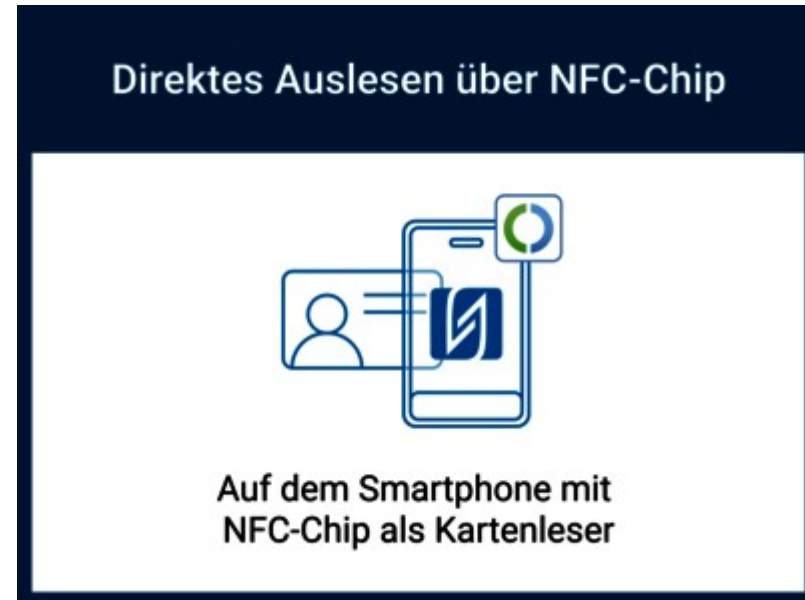 Direktes Auslesen über NFC-Chip
Auf dem Smartphone mit
NFC-Chip als Kartenleser